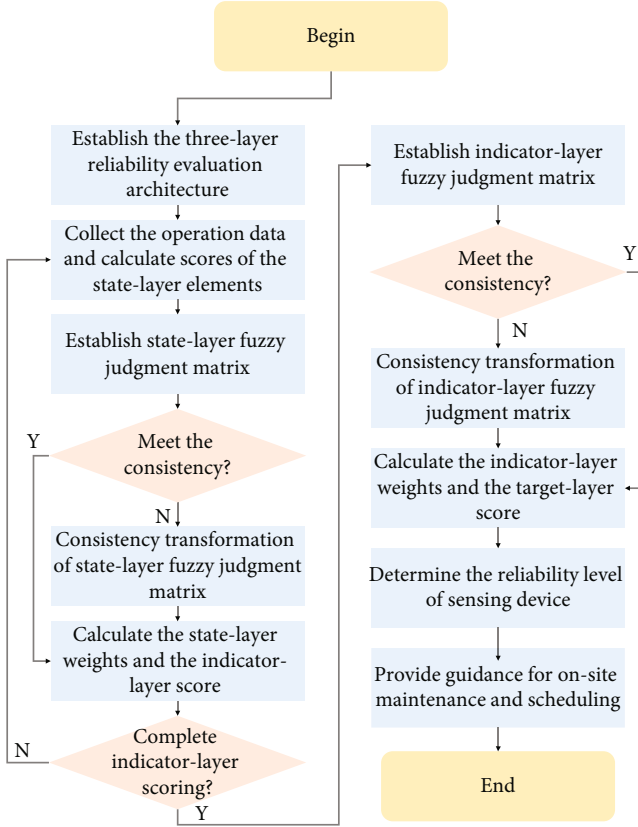 Begin
Establish the three-layer
reliability evaluation
architecture
Collect the operation data
and calculate scores of the
state-layer elements
Establish state-layer fuzzy
judgment matrix
Y
Meet the
consistency?
N
Consistency transformation
of state-layer fuzzy judgment
matrix
Calculate the state-layer
weights and the indicator-
layer score
N
Complete
indicator-layer
scoring?
Y
Establish indicator-layer
fuzzy judgment matrix
Y
Meet the
consistency?
N
Consistency transformation
of indicator-layer fuzzy
judgment matrix
Calculate the indicator-layer
weights and the target-layer
score
Determine the reliability level
of sensing device
Provide guidance for on-site
maintenance and scheduling
End